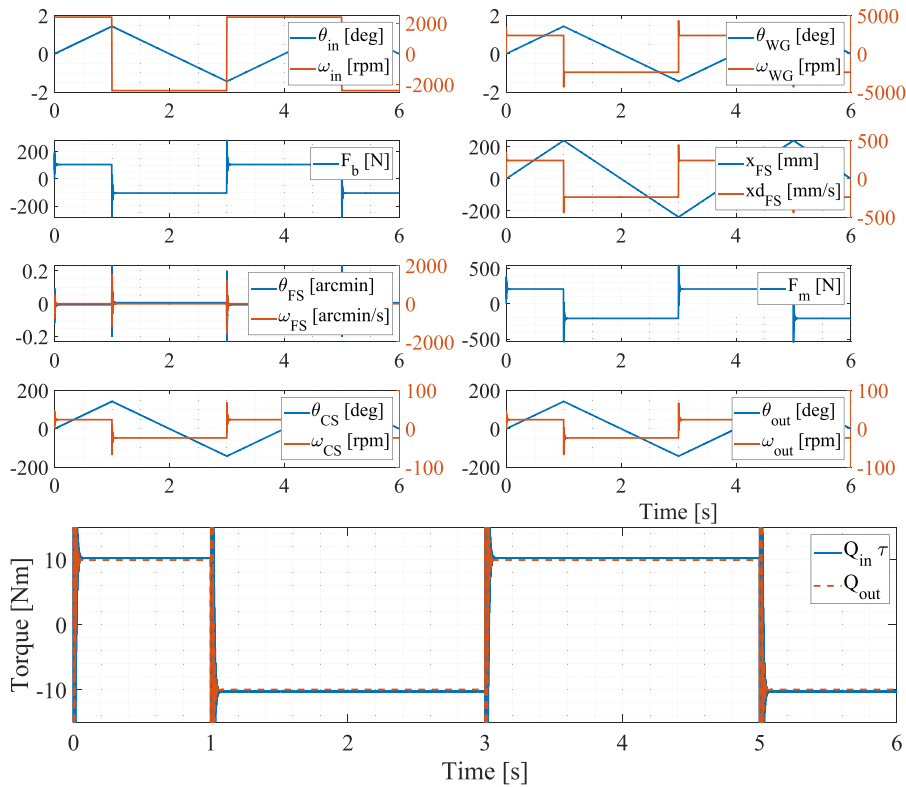 2
0
2
0 2 4 6
2000
0
-2000
θin [deg]
ωin [rpm]
2
0
2
0 2 4 6
5000
0
-5000
θWG [deg]
ωWG [rpm]
200
0
-200
0 2 4 6
Fb [N]
200
0
-200
0 2 4 6
500
0
-500
xFS [mm]
xdFS [mm/s]
0.2
0
-0.2
0 2 4 6
2000
0
-2000
θFS [arcmin]
ωFS [arcmin/s]
500
0
-500
0 2 4 6
Fm [N]
200
0
-200
0 2 4 6
100
0
-100
θCS [deg]
ωCS [rpm]
200
0
-200
0 2 4 6
100
0
-100
θout [deg]
ωout [rpm]
Time [s]
Torque [Nm]
10
0
-10
0 1 2 3 4 5 6
Qin τ
Qout
Time [s]